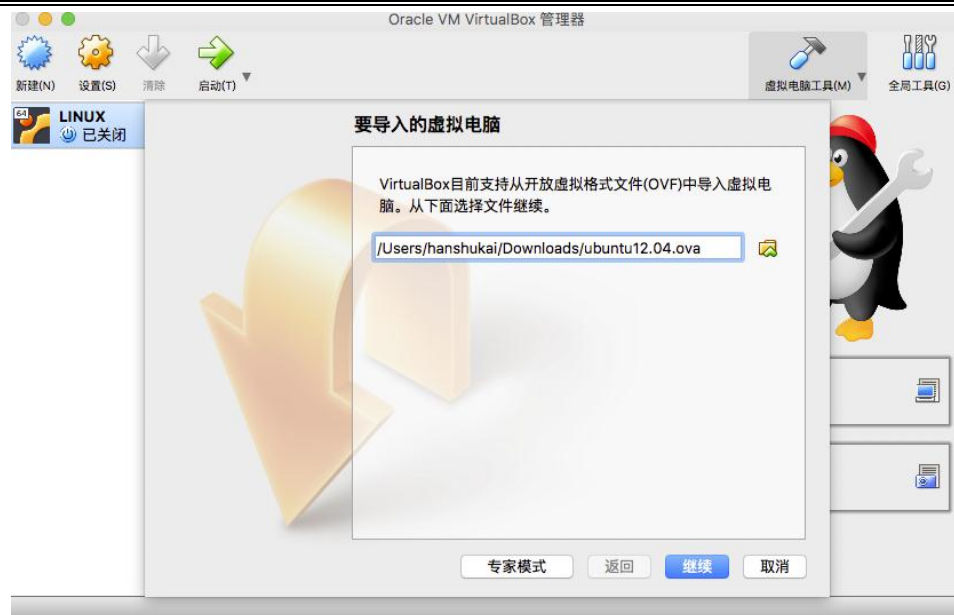 Oracle VM VirtualBox 管理器
新建(N)
设置(S)
清除
启动(T)
虚拟电脑工具(M)
全局工具(G)
64
LINUX
已关闭
要导入的虚拟电脑
VirtualBox目前支持从开放虚拟格式文件(OVF)中导入虚拟电
脑。从下面选择文件继续。
/Users/hanshukai/Downloads/ubuntu12.04.ova
专家模式
返回
继续
取消